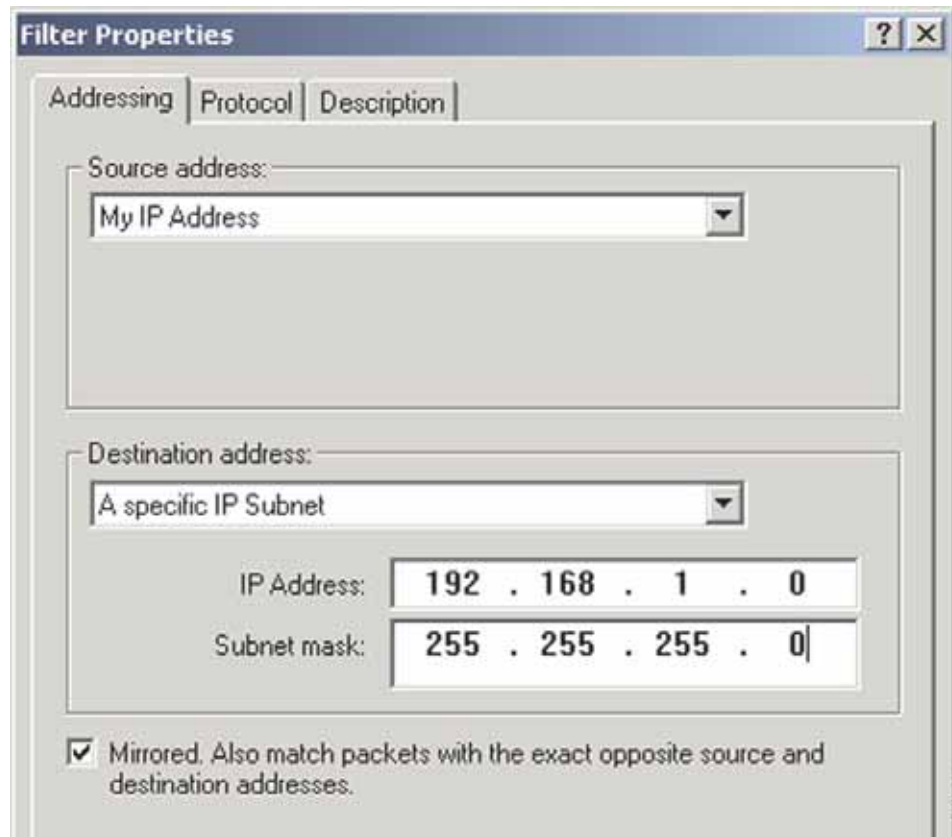 Filter Properties
Addressing
Protocol
Description
Source address:
My IP Address
Destination address:
A specific IP Subnet
IP Address: 192 . 168 . 1 . 0
Subnet mask: 255 . 255 . 255 . 0
Mirrored. Also match packets with the exact opposite source and
destination addresses.